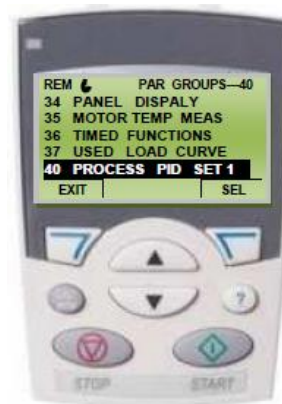 REM PAR GROUPS---40
34 PANEL DISPALY
35 MOTOR TEMP MEAS
36 TIMED FUNCTIONS
37 USED LOAD CURVE
40 PROCESS PID SET 1
EXIT SEL
?
STOP START